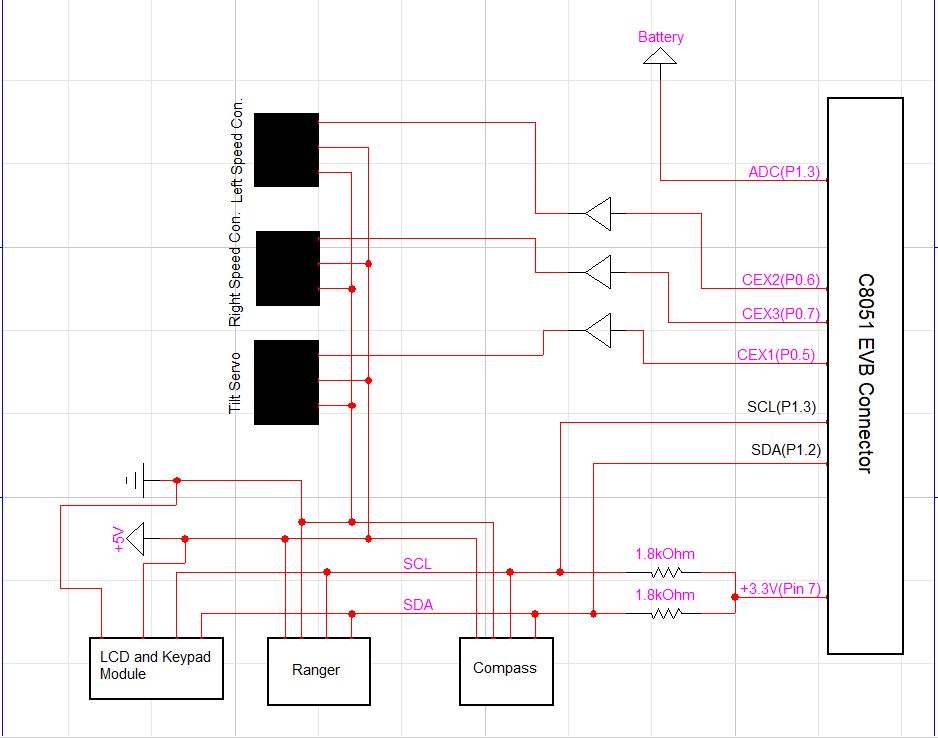 Battery
Left Speed Con.
ADC(P1.3)
Right Speed Con.
CEX2(P0.6)
CEX3(P0.7)
C8051 EVB Connector
Tilt Servo
CEX1(P0.5)
SCL(P1.3)
SDA(P1.2)
+5V
SCL
1.8kOhm
SDA
1.8kOhm
+3.3V(Pin 7)
LCD and Keypad
Module
Ranger
Compass